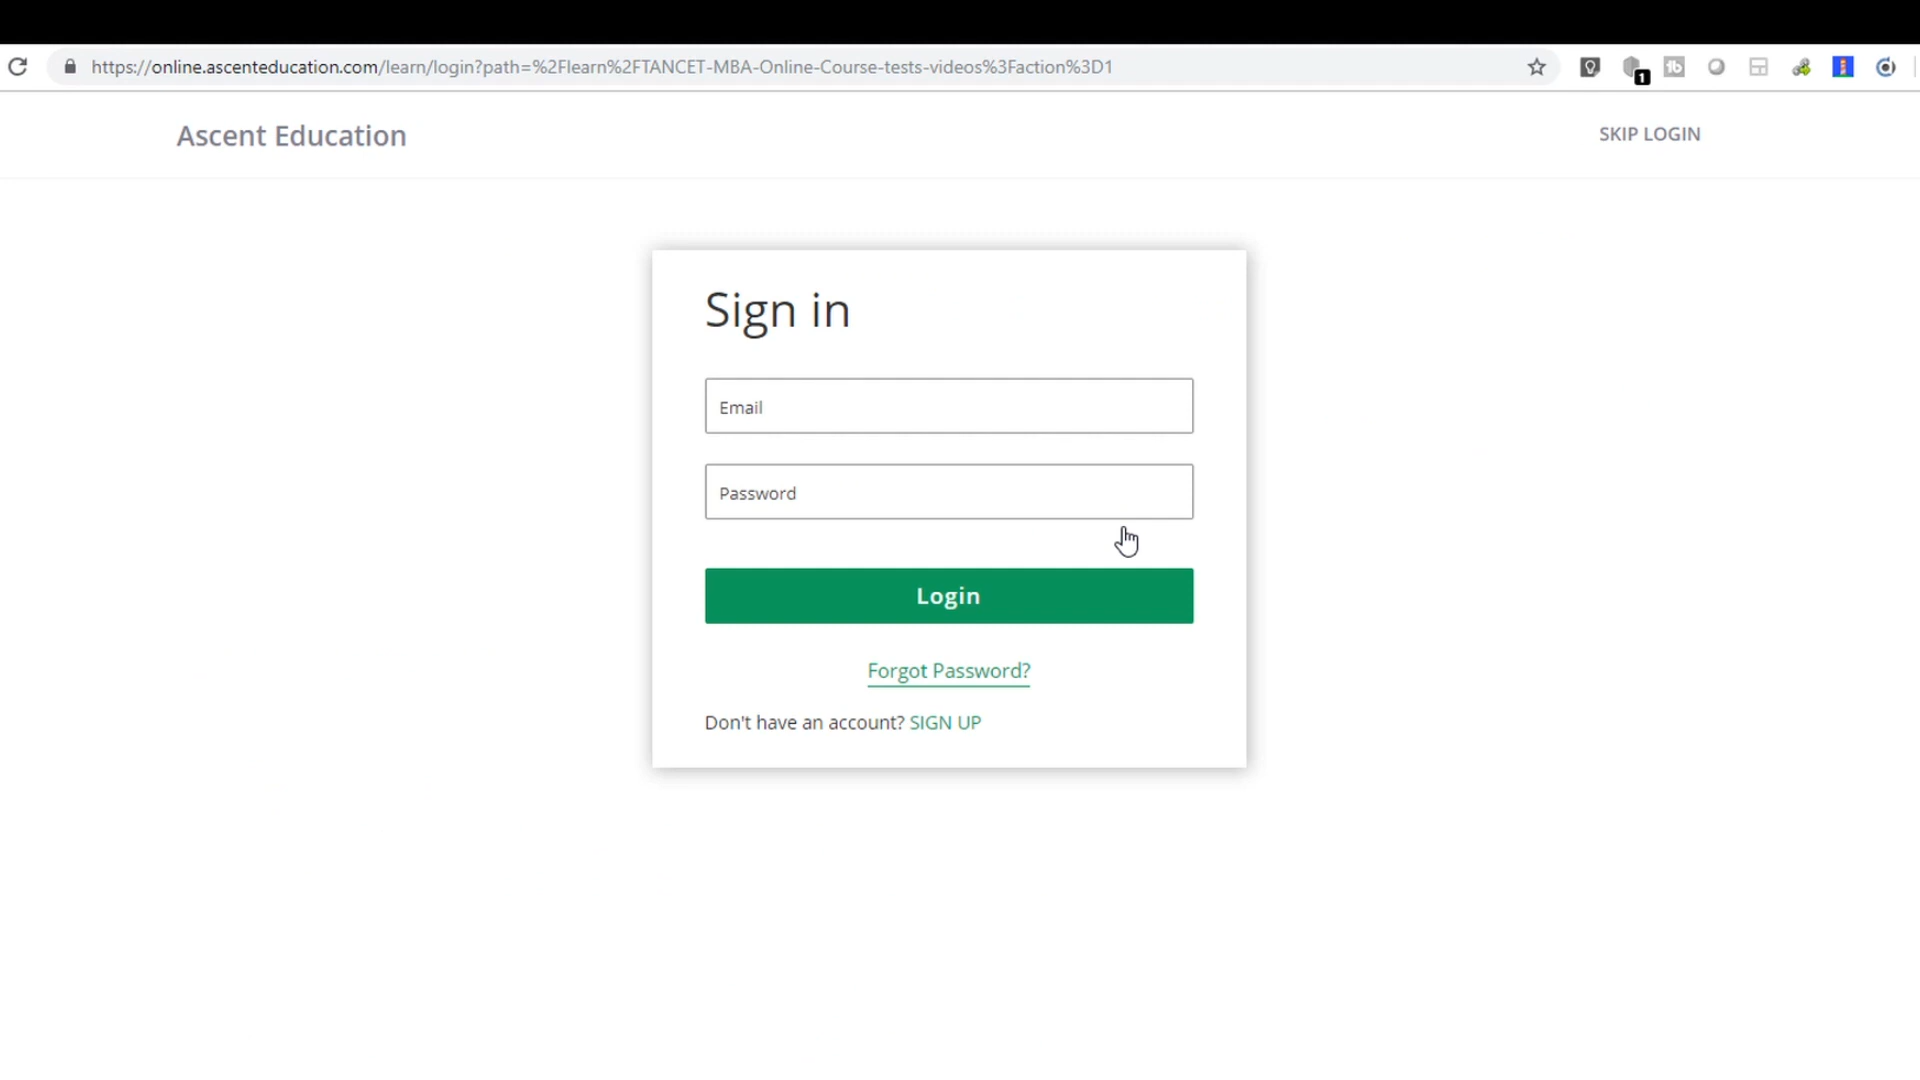 https://online.ascenteducation.com/learn/login?path=%2Flearn%2FTANCET-MBA-Online-Course-tests-videos%3Faction%3D1
1
Ascent Education
SKIP LOGIN
Sign in
Email
Password
Login
Forgot Password?
Don't have an account? SIGN UP